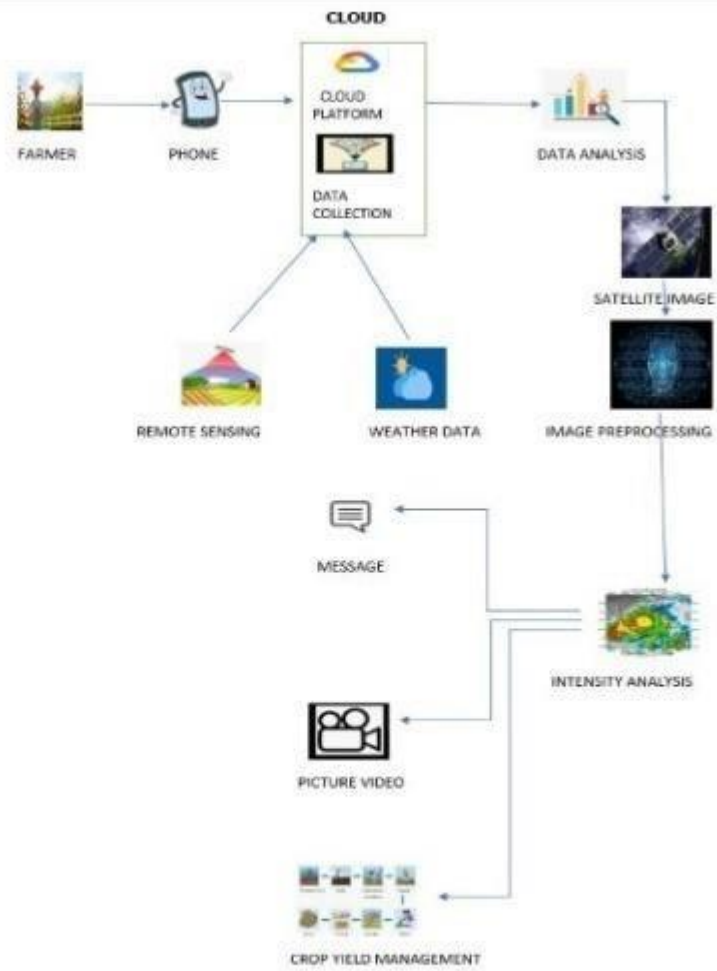 CLOUD
CLOUD
PLATFORM
DATA
COLLECTION
FARMER
PHONE
DATA ANALYSIS
SATELLITE IMAGE
REMOTE SENSING
WEATHER DATA
IMAGE PREPROCESSING
MESSAGE
INTENSITY ANALYSIS
PICTURE VIDEO
CROP YIELD MANAGEMENT